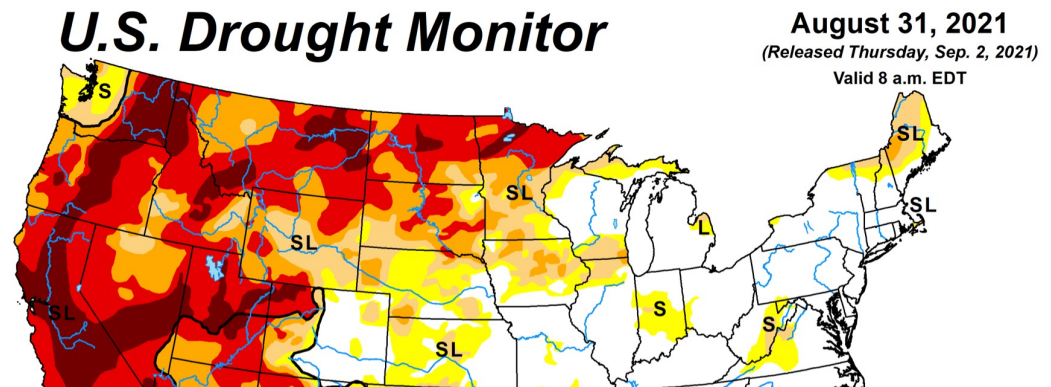 U.S. Drought Monitor
August 31, 2021
(Released Thursday, Sep. 2, 2021)
Valid 8 a.m. EDT
S
SL
SL
SL
SL
L
SL
S
S
SL